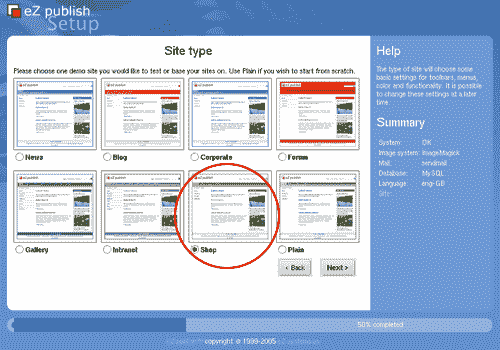 eZ publish
Setup
Site type
Please choose one demo site you would like to test or base your sites on. Use Plain if you wish to start from scratch.
News
Blog
Corporate
Forum
Gallery
Intranet
Shop
Plain
< Back
Next >
Help
The type of site will choose some
basic settings for toolbars, menus,
color and functionality. It is possible
to change these settings at a later
time.
Summary
System: OK
Image system: ImageMagick
Mail: sendmail
Database: MySQL
Language: eng-GB
Site:
50% completed
copyright © 1999-2005